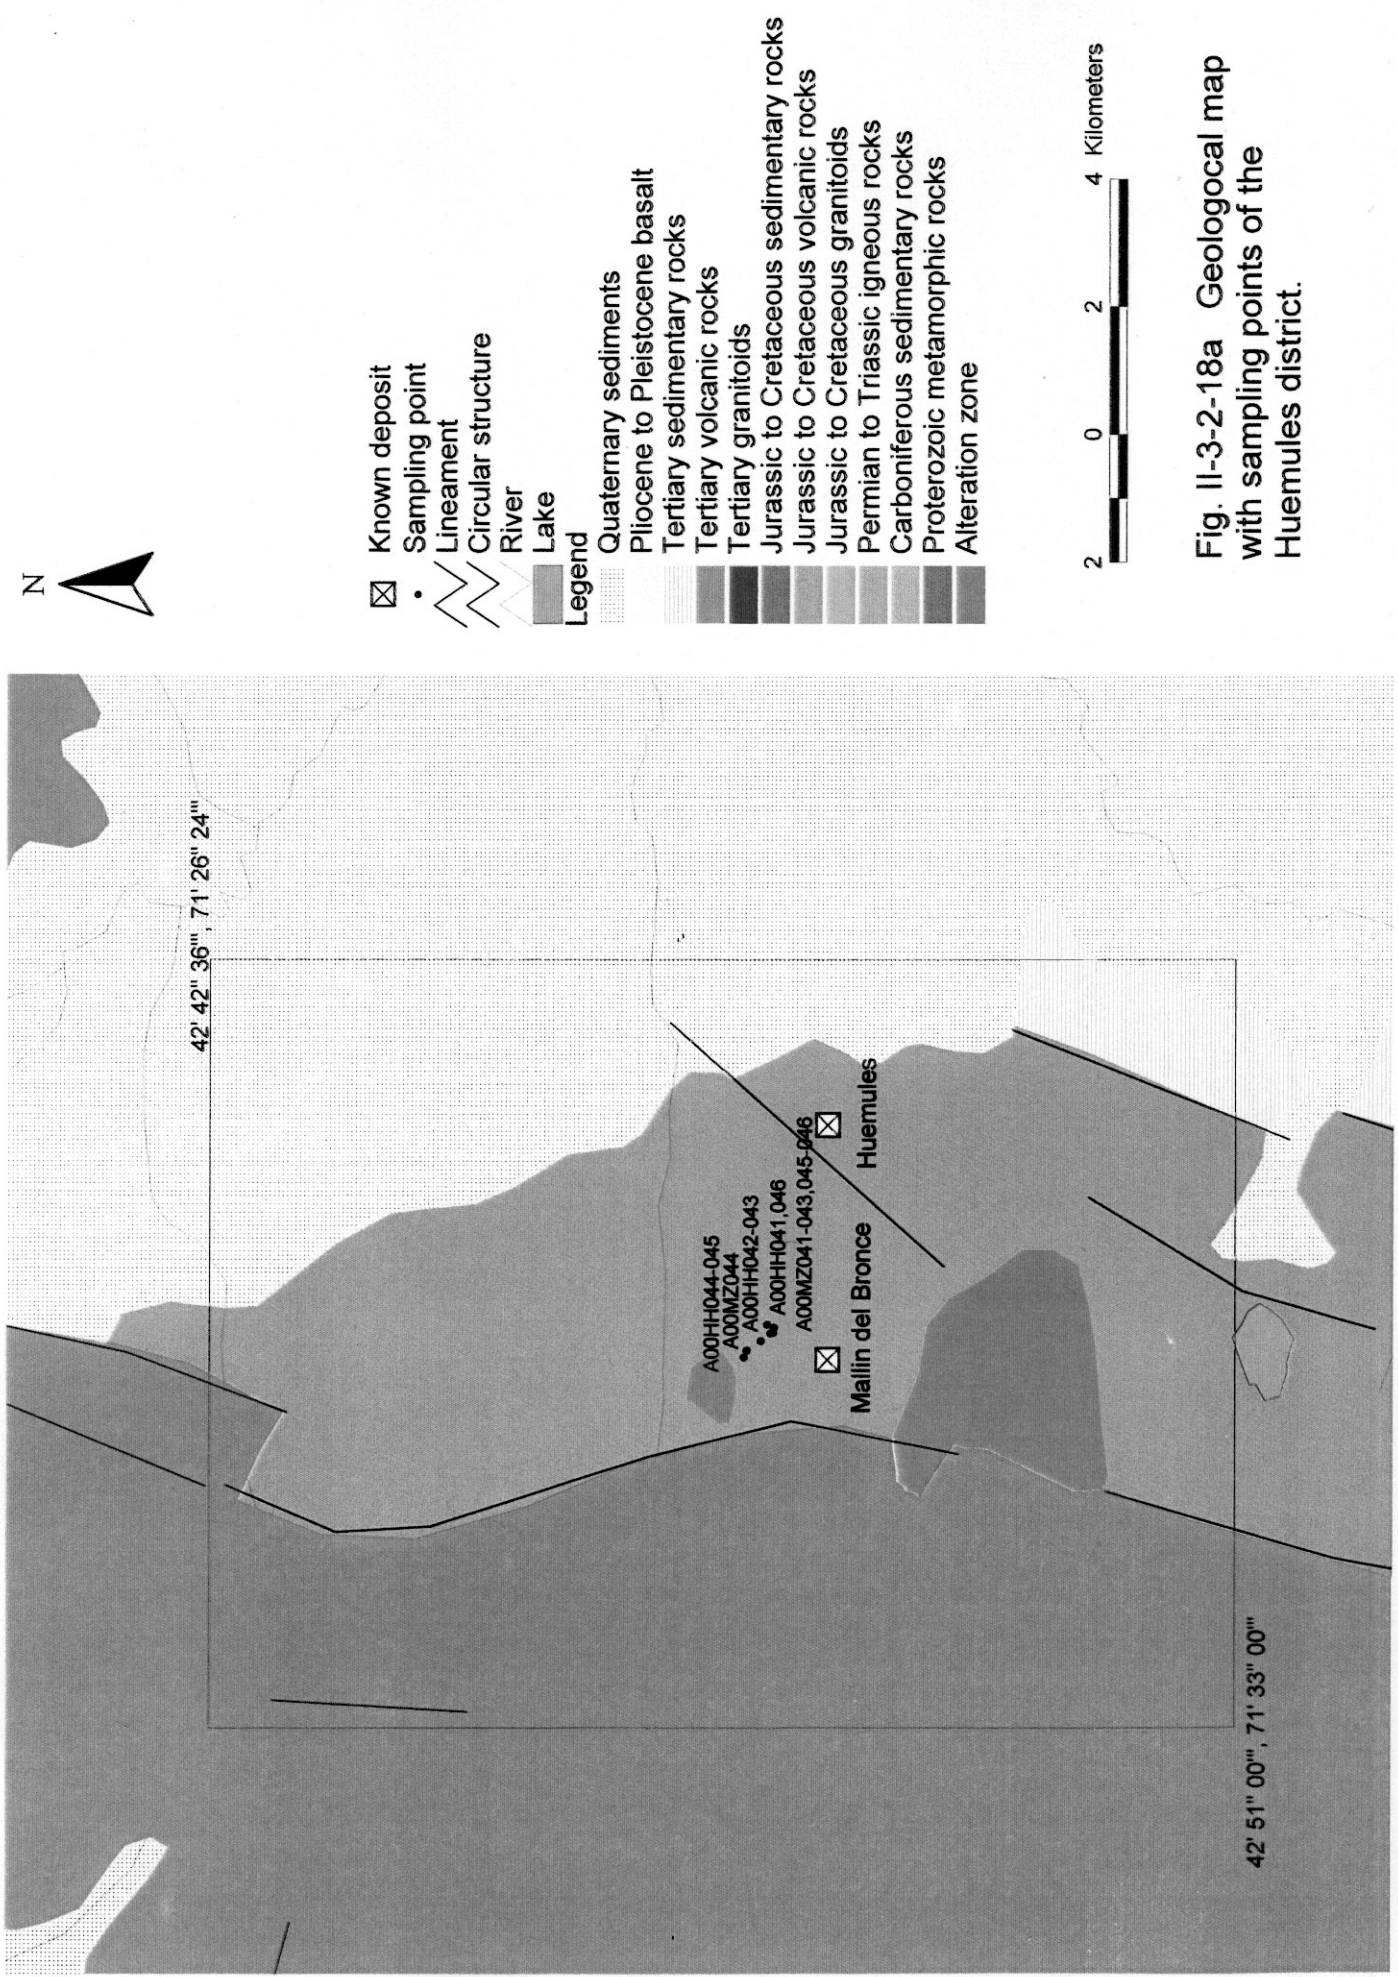 42' 42" 36''', 71' 26" 24'''
A00HH044-045
A00MZ044
A00HH042-043
A00HH041,046
A00MZ041-043,045-046
Mallin del Bronce
Huemules
42' 51" 00''', 71' 33" 00'''
N
Known deposit
Sampling point
Lineament
Circular structure
River
Lake
Legend
Quaternary sediments
Pliocene to Pleistocene basalt
Tertiary sedimentary rocks
Tertiary volcanic rocks
Tertiary granitoids
Jurassic to Cretaceous sedimentary rocks
Jurassic to Cretaceous volcanic rocks
Jurassic to Cretaceous granitoids
Permian to Triassic igneous rocks
Carboniferous sedimentary rocks
Proterozoic metamorphic rocks
Alteration zone
2 0 2 4 Kilometers
Fig. II-3-2-18a Geologocal map
with sampling points of the
Huemules district.